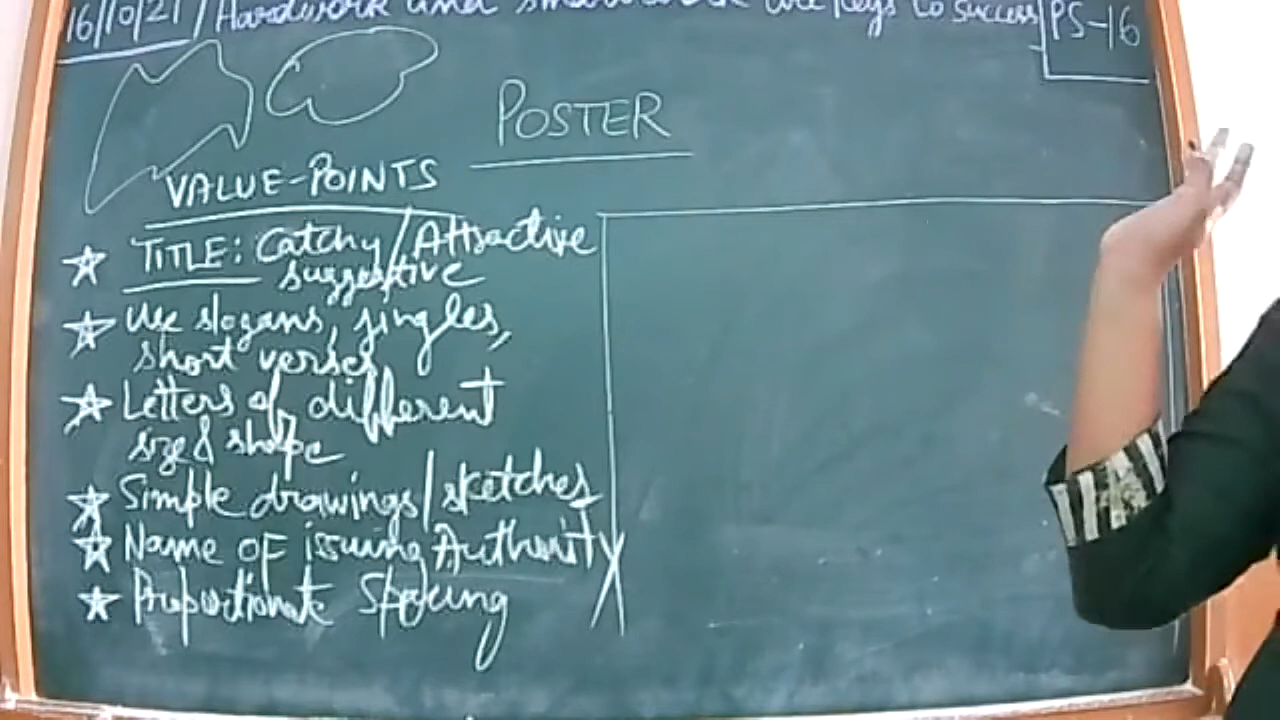 16/10/21/Hardwork and smartwork are keys to success
PS-16
POSTER
VALUE-POINTS
TITLE: Catchy/Attractive
suggestive
Use slogans, jingles,
short verses
Letters of different
size & shape
Simple drawings/sketches
Name of issuing Authority
Proportionate Spacing